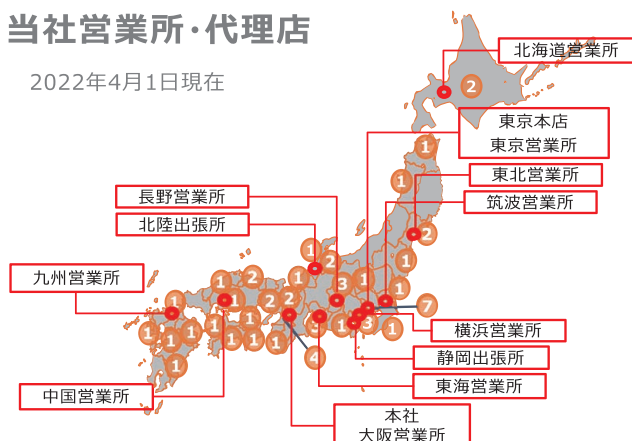 当社営業所・代理店
2022年4月1日現在
北海道営業所
2
東京本店
東京営業所
1
東北営業所
1
長野営業所
筑波営業所
北陸出張所
2
1
2
1
九州営業所
1
2
1
3
1
1
1
2
2
1
1
7
1
1
1
1
3
1
3
1
横浜営業所
1
1
1
1
1
4
静岡出張所
1
中国営業所
東海営業所
本社
大阪営業所